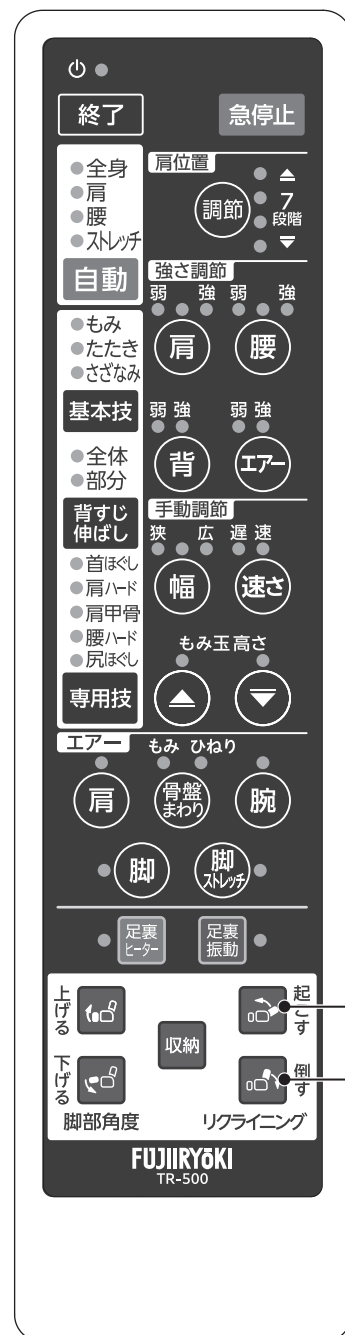 終了
急停止
全身
肩
腰
ストレッチ
自動
肩位置
調節
7
段階
強さ調節
弱 強 弱 強
肩
腰
もみ
たたき
さざなみ
基本技
弱 強 弱 強
背
エアー
全体
部分
背すじ
伸ばし
手動調節
狭 広 遅 速
幅
速さ
首ほぐし
肩ハード
肩甲骨
腰ハード
尻ほぐし
専用技
もみ玉高さ
エアー
もみ ひねり
肩
骨盤
まわり
腕
脚
脚
ストレッチ
足裏
ヒーター
足裏
振動
上げる
下げる
脚部角度
収納
起こす
倒す
リクライニング
FUJIIRYōKI
TR-500